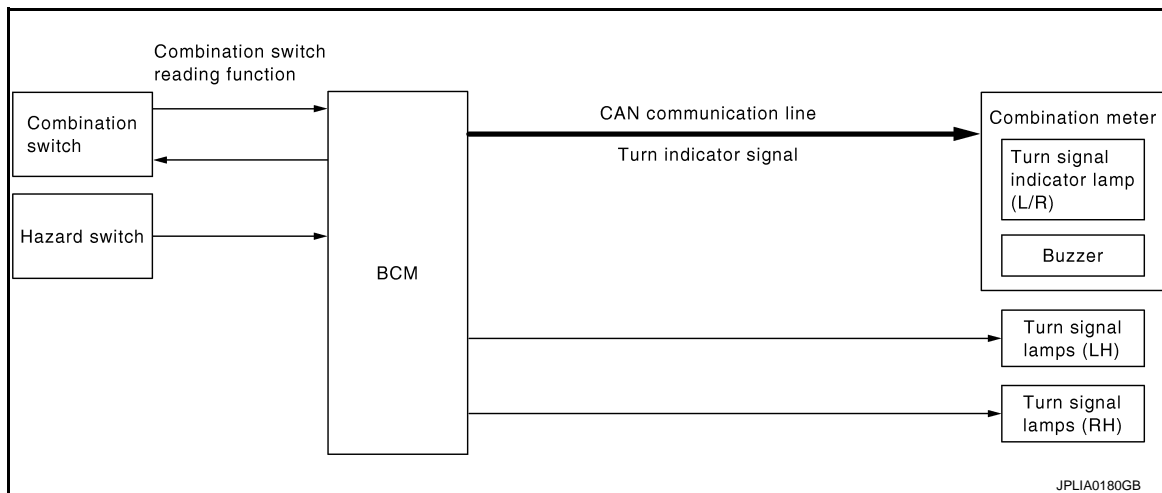 Combination switch
reading function
Combination
switch
Hazard switch
BCM
CAN communication line
Turn indicator signal
Combination meter
Turn signal
indicator lamp
(L/R)
Buzzer
Turn signal
lamps (LH)
Turn signal
lamps (RH)
JPLIA0180GB